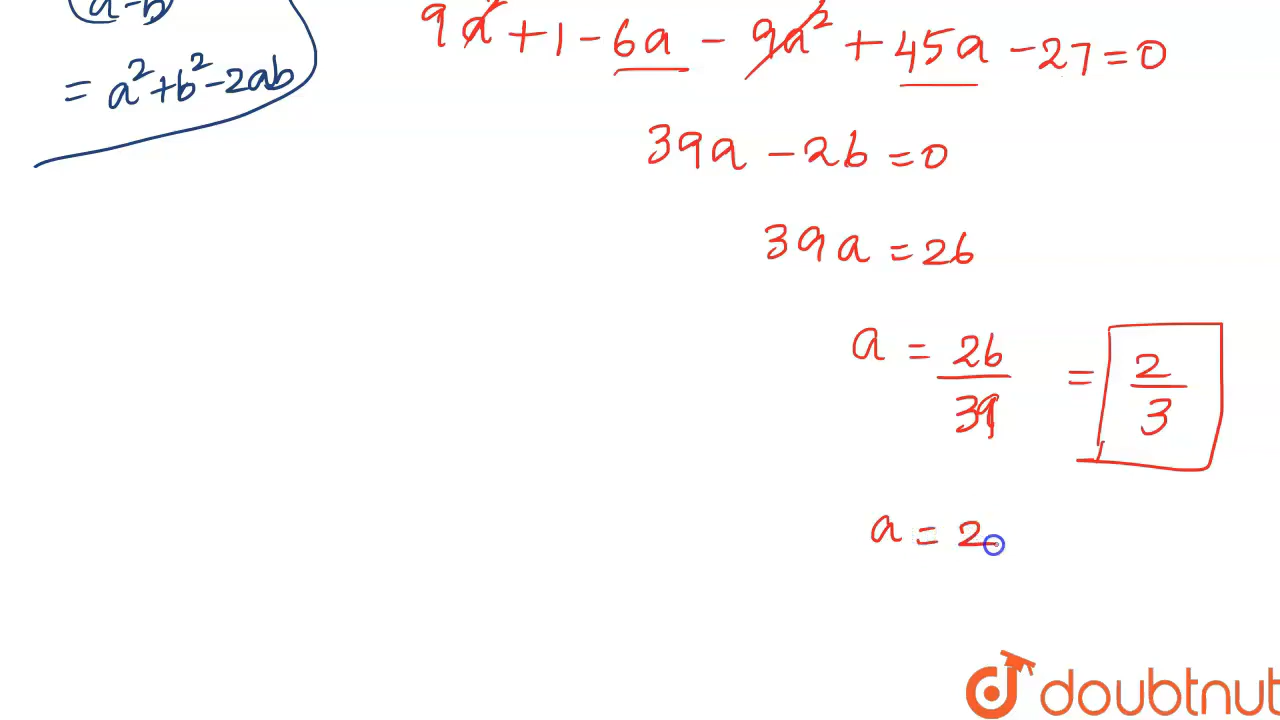 (a-b)
= a²+b²-2ab
9a² + 1 - 6a - 9a² + 45a - 27 = 0
39a - 26 = 0
39a = 26
a = 26/39 = 2/3
a = 2
doubtnut